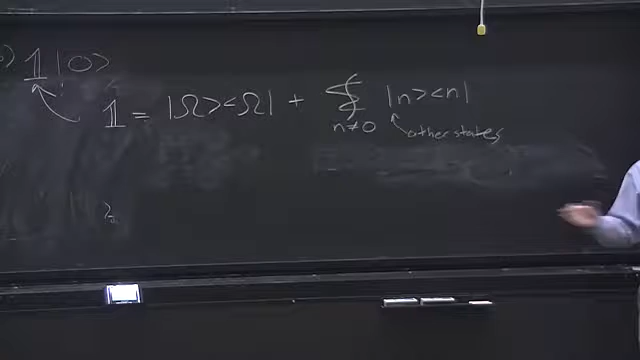 ) 𝟙 |0>
𝟙 = |Ω><Ω| + ∑ |n><n|
n≠0
other states